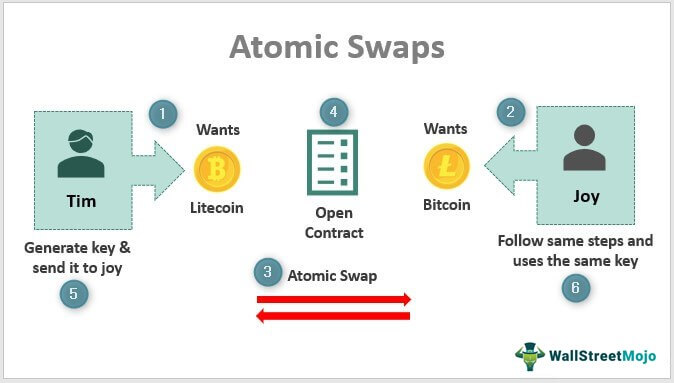 Atomic Swaps
1
Wants
Litecoin
Tim
Generate key &
send it to joy
5
4
Open
Contract
3
Atomic Swap
2
Wants
Bitcoin
Joy
Follow same steps and
uses the same key
6
WallStreetMojo